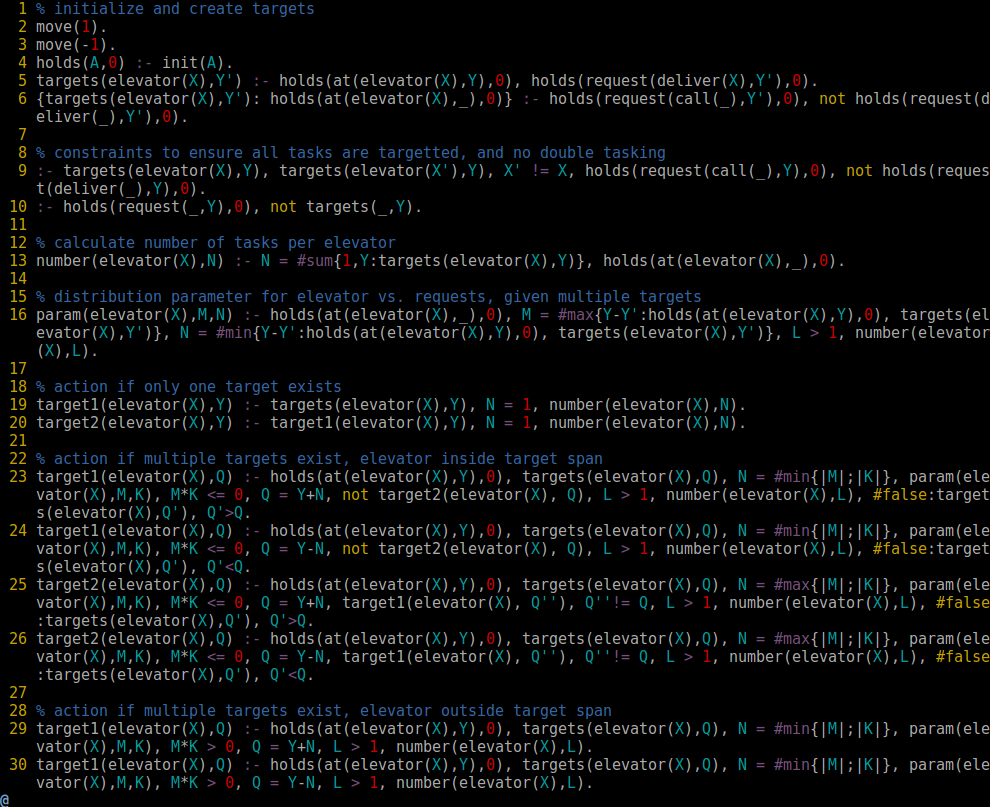 1 % initialize and create targets
2 move(1).
3 move(-1).
4 holds(A,0) :- init(A).
5 targets(elevator(X),Y') :- holds(at(elevator(X),Y),0), holds(request(deliver(X),Y'),0).
6 {targets(elevator(X),Y'): holds(at(elevator(X),_),0)} :- holds(request(call(_),Y'),0), not holds(request(d
eliver(_),Y'),0).
7
8 % constraints to ensure all tasks are targetted, and no double tasking
9 :- targets(elevator(X),Y), targets(elevator(X'),Y), X' != X, holds(request(call(_),Y),0), not holds(reques
t(deliver(_),Y),0).
10 :- holds(request(_,Y),0), not targets(_,Y).
11
12 % calculate number of tasks per elevator
13 number(elevator(X),N) :- N = #sum{1,Y:targets(elevator(X),Y)}, holds(at(elevator(X),_),0).
14
15 % distribution parameter for elevator vs. requests, given multiple targets
16 param(elevator(X),M,N) :- holds(at(elevator(X),_),0), M = #max{Y-Y':holds(at(elevator(X),Y),0), targets(el
evator(X),Y')}, N = #min{Y-Y':holds(at(elevator(X),Y),0), targets(elevator(X),Y')}, L > 1, number(elevator
(X),L).
17
18 % action if only one target exists
19 target1(elevator(X),Y) :- targets(elevator(X),Y), N = 1, number(elevator(X),N).
20 target2(elevator(X),Y) :- target1(elevator(X),Y), N = 1, number(elevator(X),N).
21
22 % action if multiple targets exist, elevator inside target span
23 target1(elevator(X),Q) :- holds(at(elevator(X),Y),0), targets(elevator(X),Q), N = #min{|M|;|K|}, param(ele
vator(X),M,K), M*K <= 0, Q = Y+N, not target2(elevator(X), Q), L > 1, number(elevator(X),L), #false:target
s(elevator(X),Q'), Q'>Q.
24 target1(elevator(X),Q) :- holds(at(elevator(X),Y),0), targets(elevator(X),Q), N = #min{|M|;|K|}, param(ele
vator(X),M,K), M*K <= 0, Q = Y-N, not target2(elevator(X), Q), L > 1, number(elevator(X),L), #false:target
s(elevator(X),Q'), Q'<Q.
25 target2(elevator(X),Q) :- holds(at(elevator(X),Y),0), targets(elevator(X),Q), N = #max{|M|;|K|}, param(ele
vator(X),M,K), M*K <= 0, Q = Y+N, target1(elevator(X), Q''), Q''!= Q, L > 1, number(elevator(X),L), #false
:targets(elevator(X),Q'), Q'>Q.
26 target2(elevator(X),Q) :- holds(at(elevator(X),Y),0), targets(elevator(X),Q), N = #max{|M|;|K|}, param(ele
vator(X),M,K), M*K <= 0, Q = Y-N, target1(elevator(X), Q''), Q''!= Q, L > 1, number(elevator(X),L), #false
:targets(elevator(X),Q'), Q'<Q.
27
28 % action if multiple targets exist, elevator outside target span
29 target1(elevator(X),Q) :- holds(at(elevator(X),Y),0), targets(elevator(X),Q), N = #min{|M|;|K|}, param(ele
vator(X),M,K), M*K > 0, Q = Y+N, L > 1, number(elevator(X),L).
30 target1(elevator(X),Q) :- holds(at(elevator(X),Y),0), targets(elevator(X),Q), N = #min{|M|;|K|}, param(ele
vator(X),M,K), M*K > 0, Q = Y-N, L > 1, number(elevator(X),L).
@